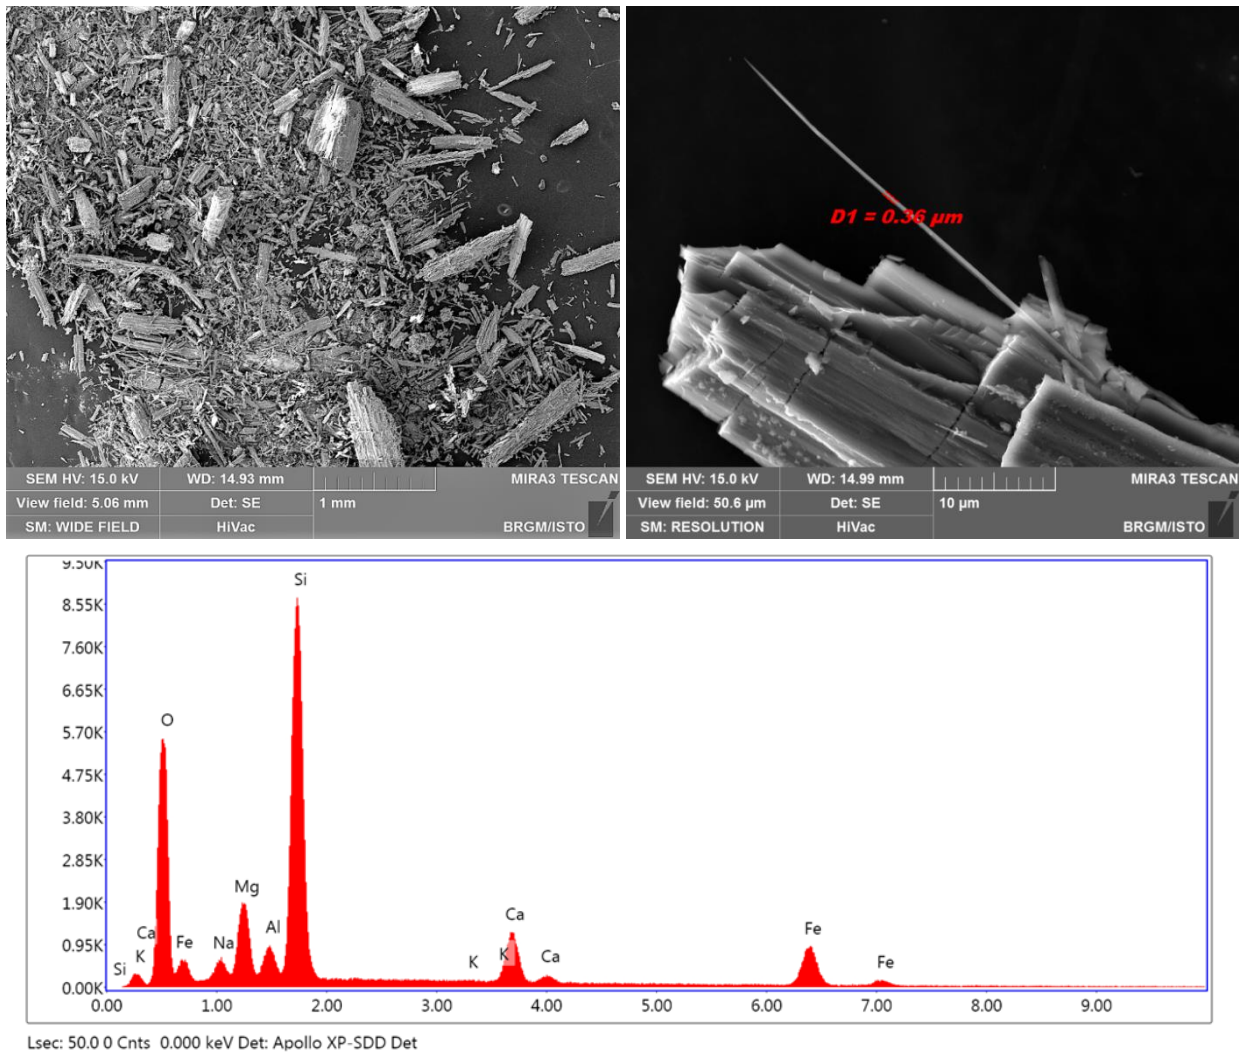 D1 = 0.36 µm
SEM HV: 15.0 kV WD: 14.93 mm MIRA3 TESCAN
View field: 5.06 mm Det: SE 1 mm
SM: WIDE FIELD HiVac BRGM/ISTO
SEM HV: 15.0 kV WD: 14.99 mm MIRA3 TESCAN
View field: 50.6 µm Det: SE 10 µm
SM: RESOLUTION HiVac BRGM/ISTO
9.50K
Si
8.55K
7.60K
6.65K
O
5.70K
4.75K
3.80K
2.85K
Mg
1.90K
Ca Fe Na Al Ca Fe
0.95K
K K K Ca Fe
Si
0.00K
0.00 1.00 2.00 3.00 4.00 5.00 6.00 7.00 8.00 9.00
Lsec: 50.0 0 Cnts 0.000 keV Det: Apollo XP-SDD Det